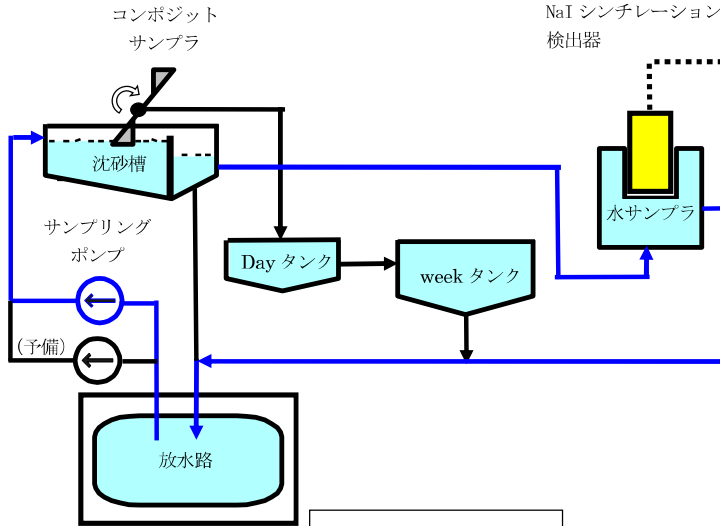 コンポジット
サンプラ
NaI シンチレーション
検出器
沈砂槽
水サンプラ
サンプリング
ポンプ
Day タンク
week タンク
(予備)
放水路